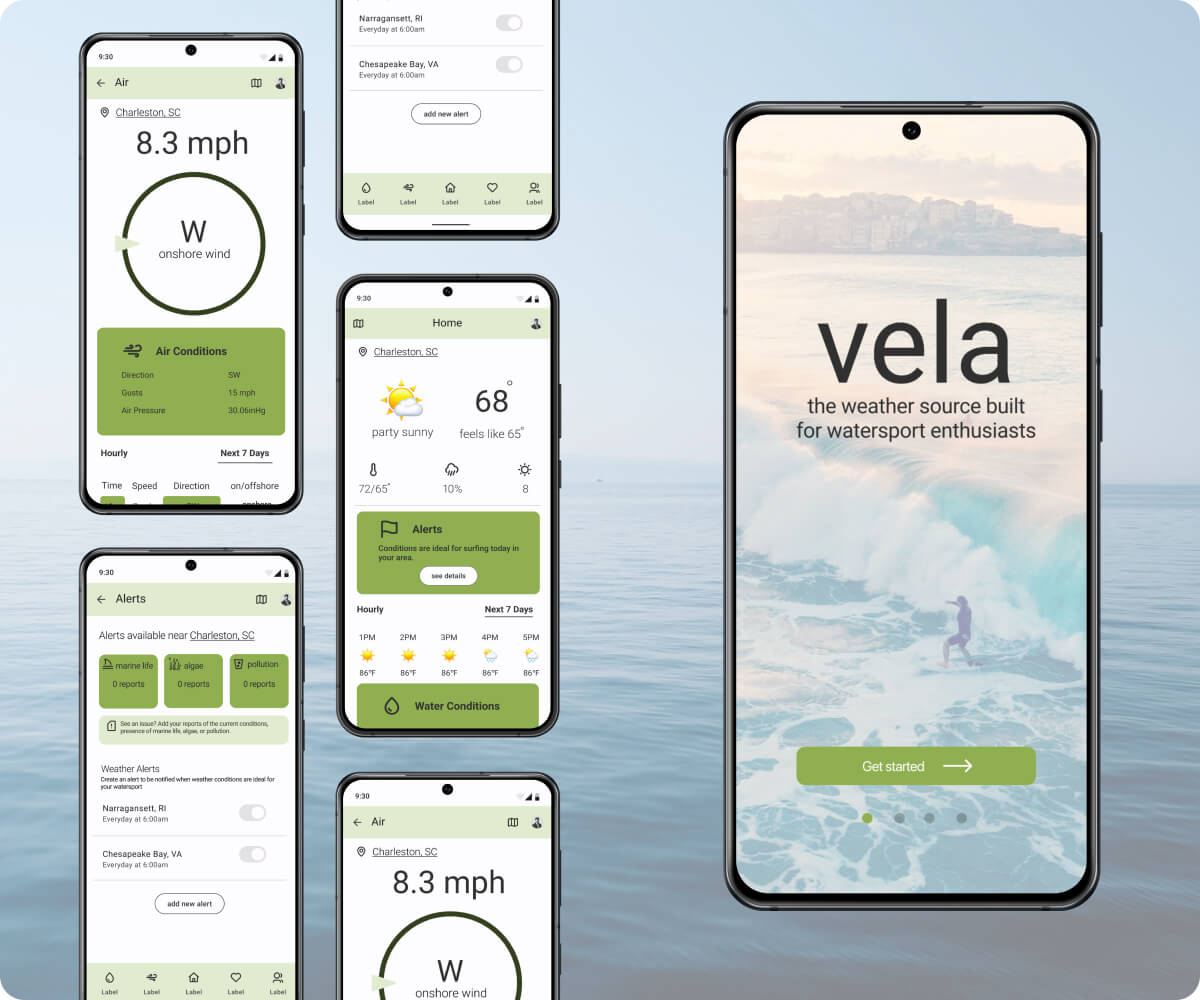 9:30
Air
Charleston, SC
8.3 mph
W
onshore wind
Air Conditions
Direction SW
Gusts 15 mph
Air Pressure 30.06inHg
Hourly Next 7 Days
Time Speed Direction on/offshore
9:30
Alerts
Alerts available near Charleston, SC
marine life algae pollution
0 reports 0 reports 0 reports
See an issue? Add your reports of the current conditions,
presence of marine life, algae, or pollution.
Weather Alerts
Create an alert to be notified when weather conditions are ideal for
your watersport
Narragansett, RI
Everyday at 6:00am
Chesapeake Bay, VA
Everyday at 6:00am
add new alert
Label Label Label Label Label
Narragansett, RI
Everyday at 6:00am
Chesapeake Bay, VA
Everyday at 6:00am
add new alert
Label Label Label Label Label
9:30
Home
Charleston, SC
68°
party sunny feels like 65°
72/65° 10% 8
Alerts
Conditions are ideal for surfing today in
your area.
see details
Hourly Next 7 Days
1PM 2PM 3PM 4PM 5PM
86°F 86°F 86°F 86°F 86°F
Water Conditions
9:30
Air
Charleston, SC
8.3 mph
W
onshore wind
vela
the weather source built
for watersport enthusiasts
Get started